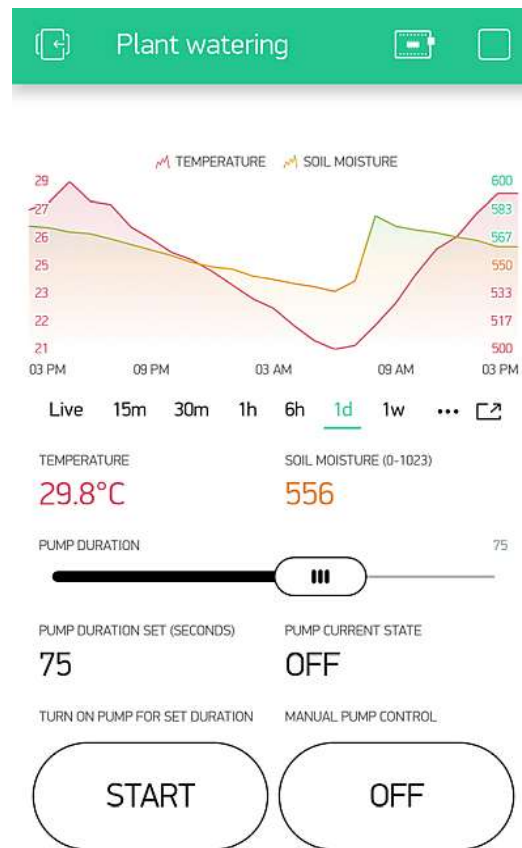 Plant watering
TEMPERATURE SOIL MOISTURE
29 600
27 583
26 567
25 550
23 533
22 517
21 500
03 PM 09 PM 03 AM 09 AM 03 PM
Live 15m 30m 1h 6h 1d 1w •••
TEMPERATURE SOIL MOISTURE (0-1023)
29.8°C 556
PUMP DURATION 75
PUMP DURATION SET (SECONDS) PUMP CURRENT STATE
75 OFF
TURN ON PUMP FOR SET DURATION MANUAL PUMP CONTROL
START OFF